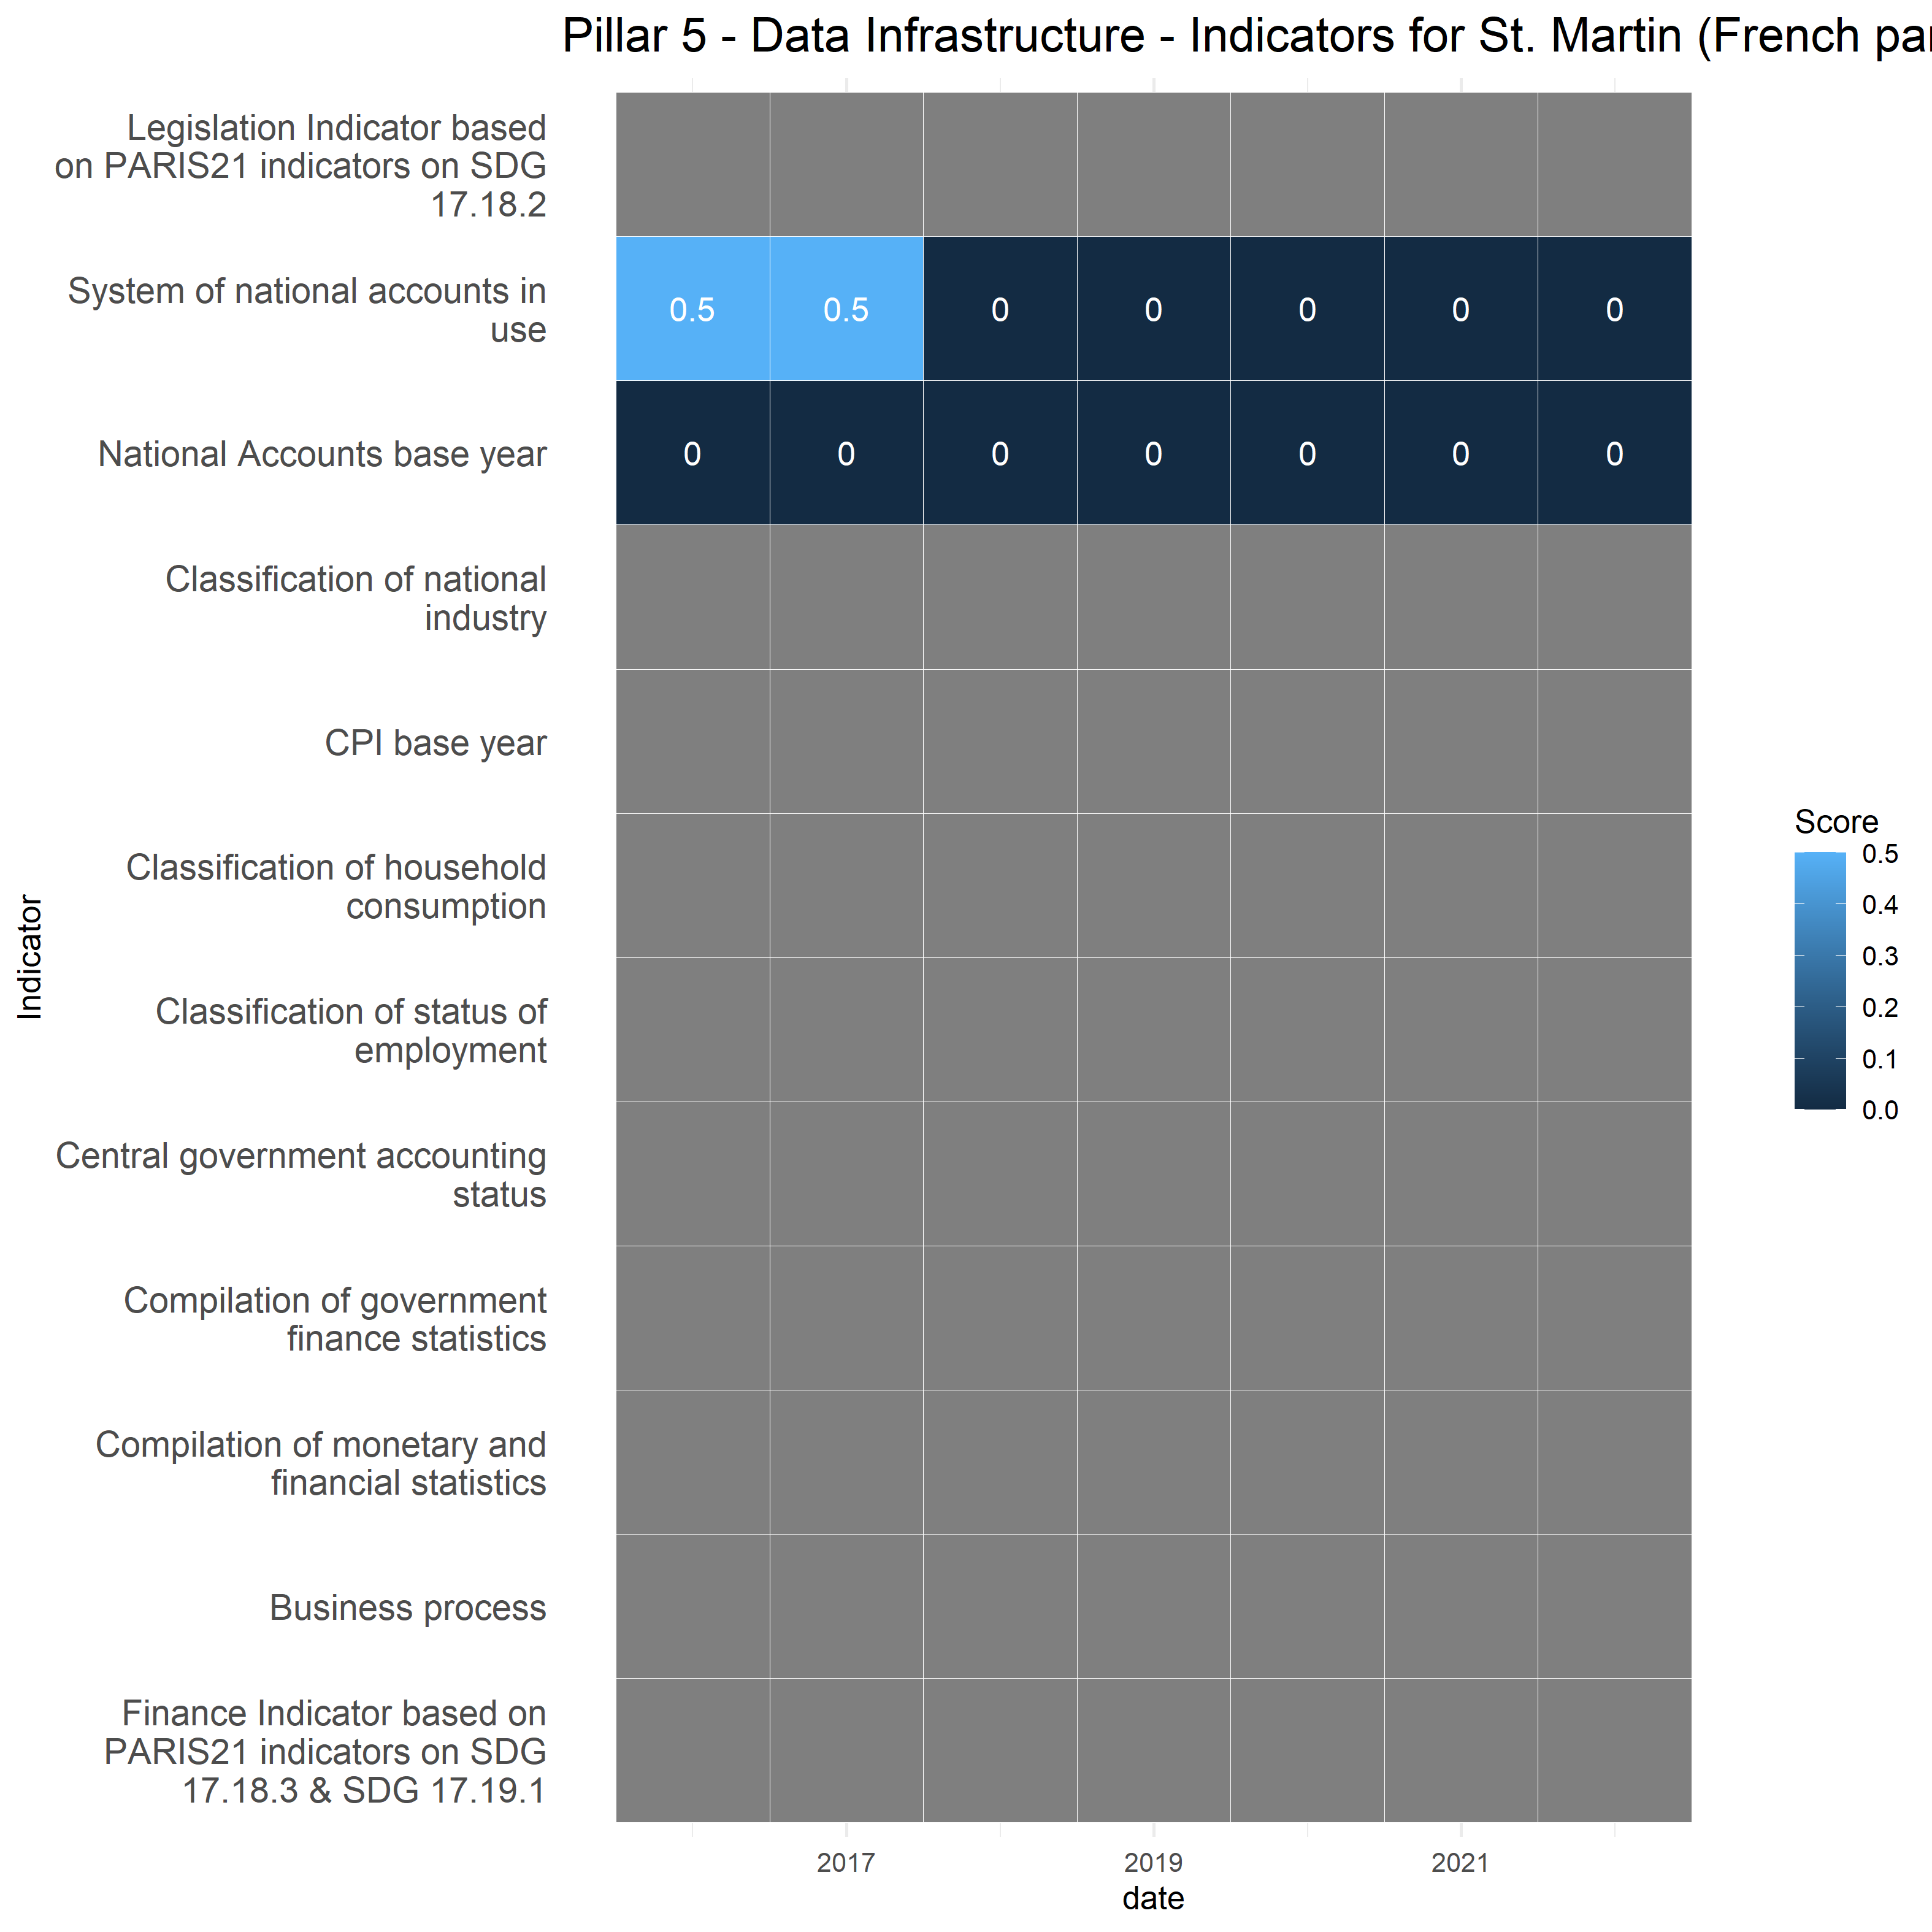 Pillar 5 - Data Infrastructure - Indicators for St. Martin (French par
Legislation Indicator based
on PARIS21 indicators on SDG
17.18.2
System of national accounts in
use
0.5 0.5 0 0 0 0 0
National Accounts base year
0 0 0 0 0 0 0
Classification of national
industry
CPI base year
Classification of household
consumption
Classification of status of
employment
Central government accounting
status
Compilation of government
finance statistics
Compilation of monetary and
financial statistics
Business process
Finance Indicator based on
PARIS21 indicators on SDG
17.18.3 & SDG 17.19.1
Indicator
2017 2019 2021
date
Score
0.5
0.4
0.3
0.2
0.1
0.0